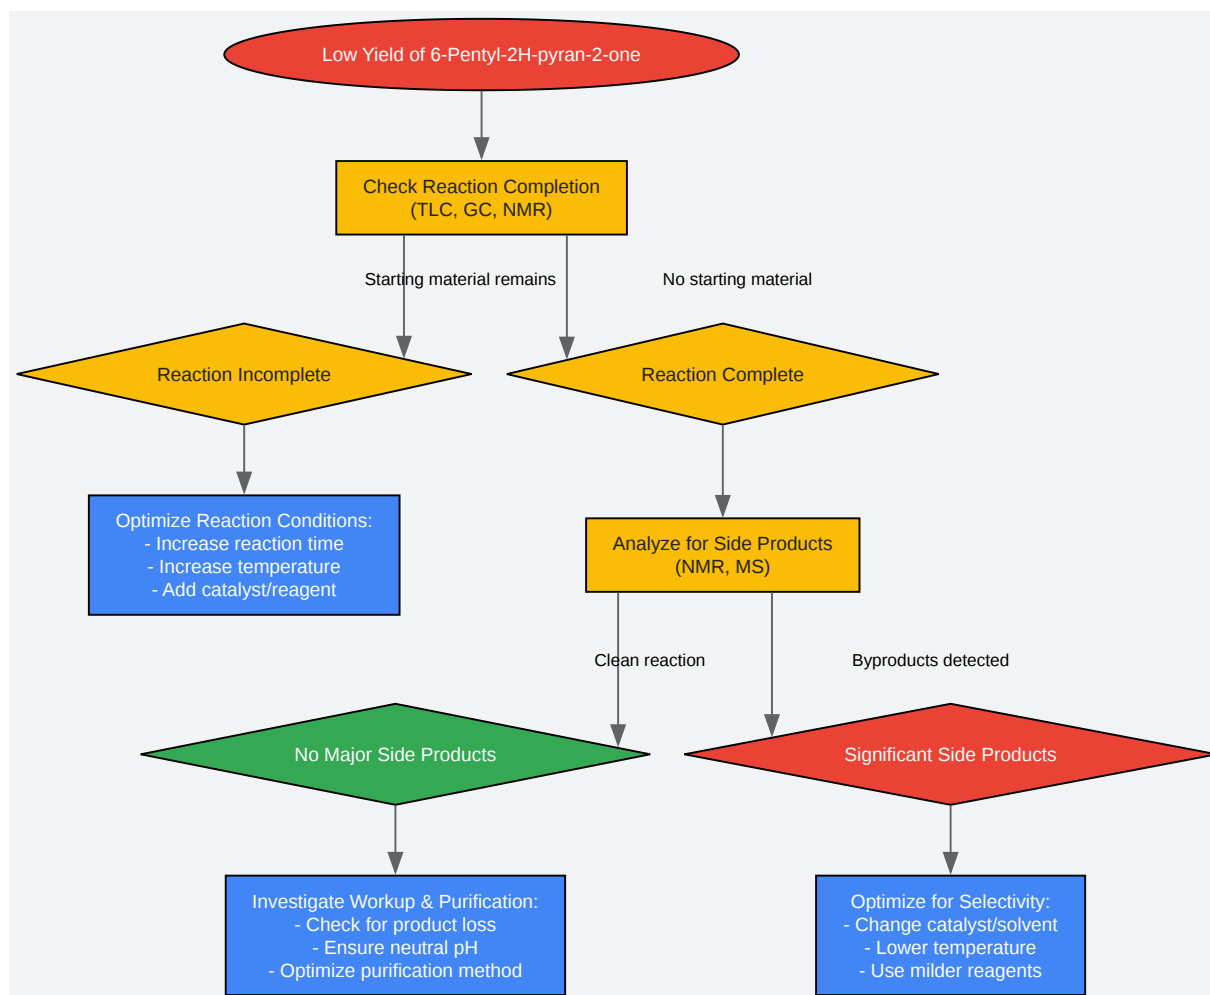 Low Yield of 6-Pentyl-2H-pyran-2-one
Check Reaction Completion
(TLC, GC, NMR)
Starting material remains
No starting material
Reaction Incomplete
Reaction Complete
Optimize Reaction Conditions:
- Increase reaction time
- Increase temperature
- Add catalyst/reagent
Analyze for Side Products
(NMR, MS)
Clean reaction
Byproducts detected
No Major Side Products
Significant Side Products
Investigate Workup & Purification:
- Check for product loss
- Ensure neutral pH
- Optimize purification method
Optimize for Selectivity:
- Change catalyst/solvent
- Lower temperature
- Use milder reagents